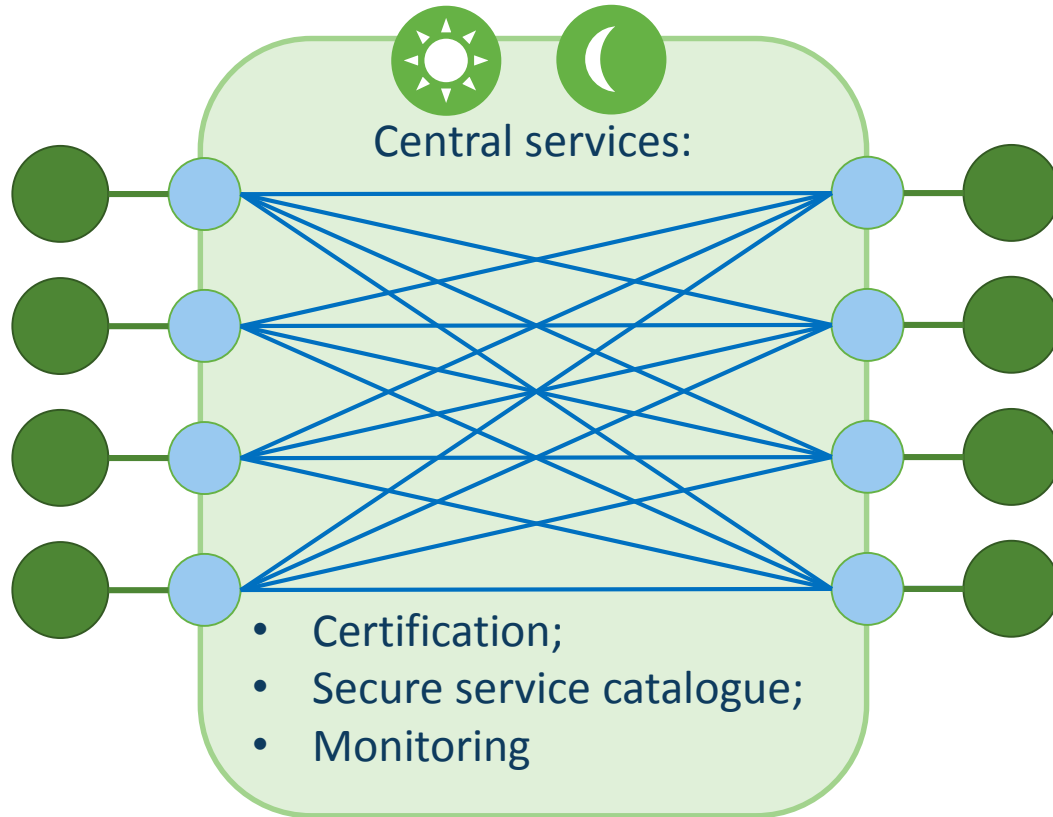 Central services:
• Certification;
• Secure service catalogue;
• Monitoring